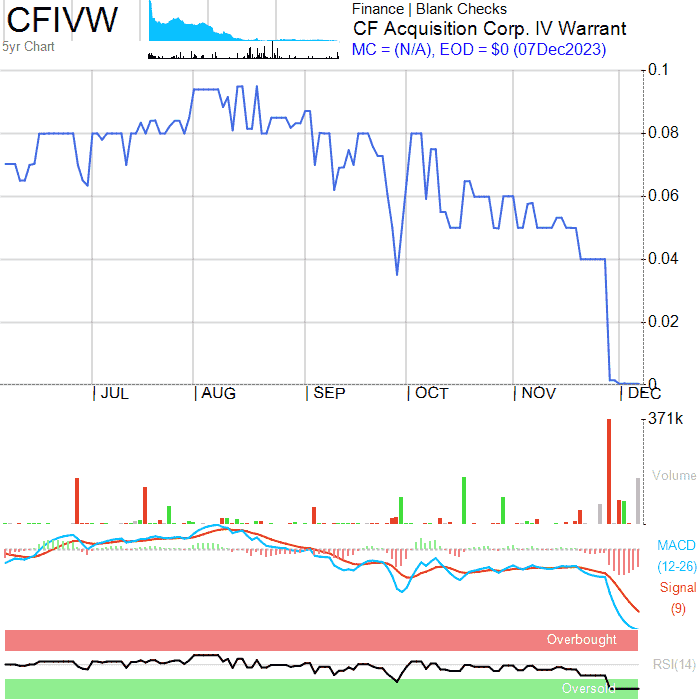 CFIVW
5yr Chart
Finance | Blank Checks
CF Acquisition Corp. IV Warrant
MC = (N/A), EOD = $0 (07Dec2023)
0.1
0.08
0.06
0.04
0.02
0
JUL
AUG
SEP
OCT
NOV
DEC
371k
Volume
MACD
(12-26)
Signal
(9)
Overbought
RSI(14)
Oversold